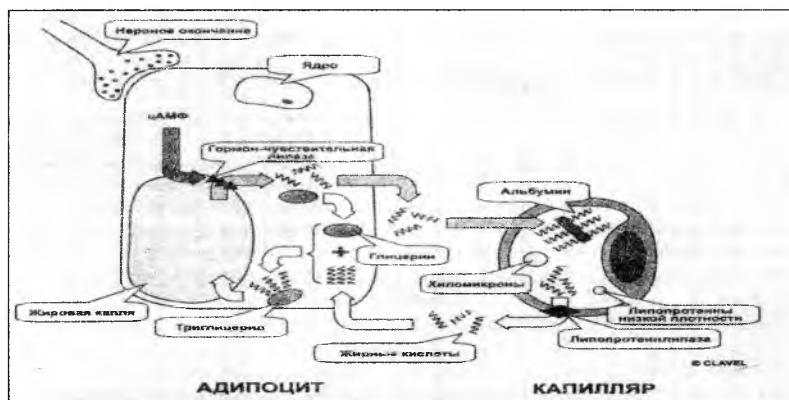 Нервное окончание
Ядро
цАМФ
Гормон-чувствительная
липаза
Альбумин
Глицерин
+
Хиломикроны
Жировая капля
Триглицерид
Липопротеины
низкой плотности
Жирные кислоты
Липопротеинлипаза
© CLAVEL
АДИПОЦИТ
КАПИЛЛЯР